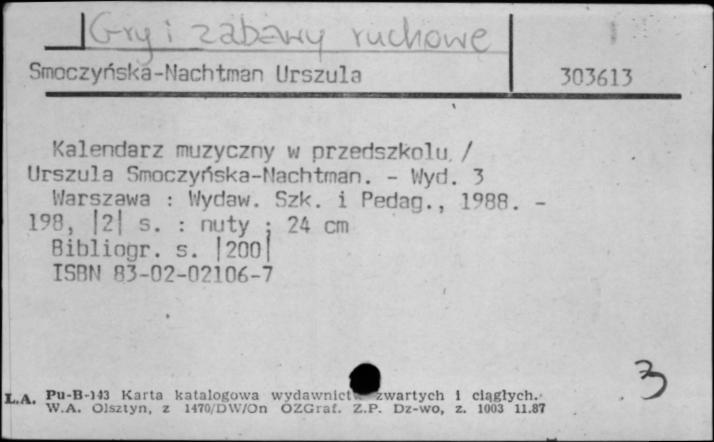 Gry i zabawy ruchowe
Smoczyńska-Nachtman Urszula 303613
Kalendarz muzyczny w przedszkolu. /
Urszula Smoczyńska-Nachtman. - Wyd. 3
Warszawa : Wydaw. Szk. i Pedag., 1988. -
198, |2| s. : nuty ; 24 cm
Bibliogr. s. |200|
ISBN 83-02-02106-7
3
L.A. Pu-B-143 Karta katalogowa wydawnictw zwartych i ciągłych.
W.A. Olsztyn, z 1470/DW/On OZGraf. Z.P. Dz-wo, z. 1003 11.87